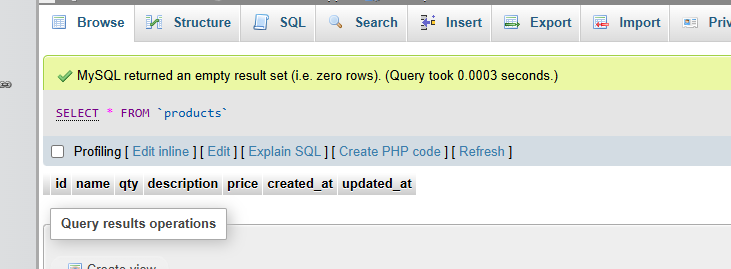 Browse Structure SQL Search Insert Export Import
MySQL returned an empty result set (i.e. zero rows). (Query took 0.0003 seconds.)
SELECT * FROM `products`
Profiling [ Edit inline ] [ Edit ] [ Explain SQL ] [ Create PHP code ] [ Refresh ]
id name qty description price created_at updated_at
Query results operations
Create view